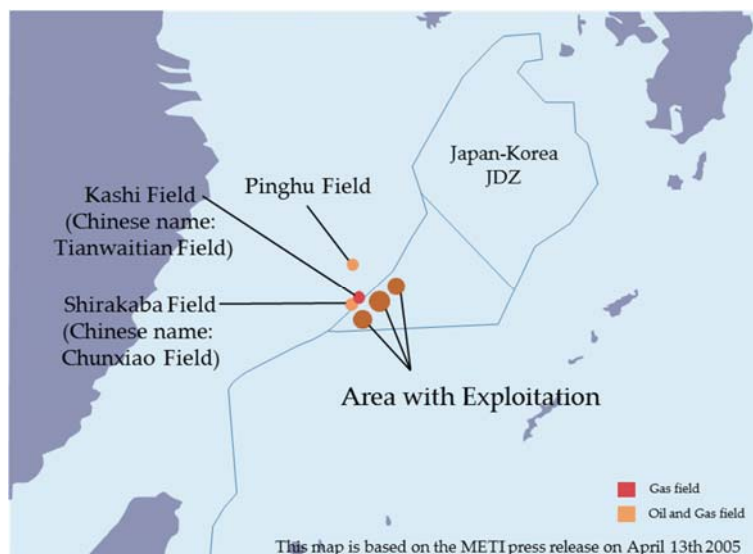 Japan-Korea
JDZ
Pinghu Field
Kashi Field
(Chinese name:
Tianwaitian Field)
Shirakaba Field
(Chinese name:
Chunxiao Field)
Area with Exploitation
Gas field
Oil and Gas field
This map is based on the METI press release on April 13th 2005